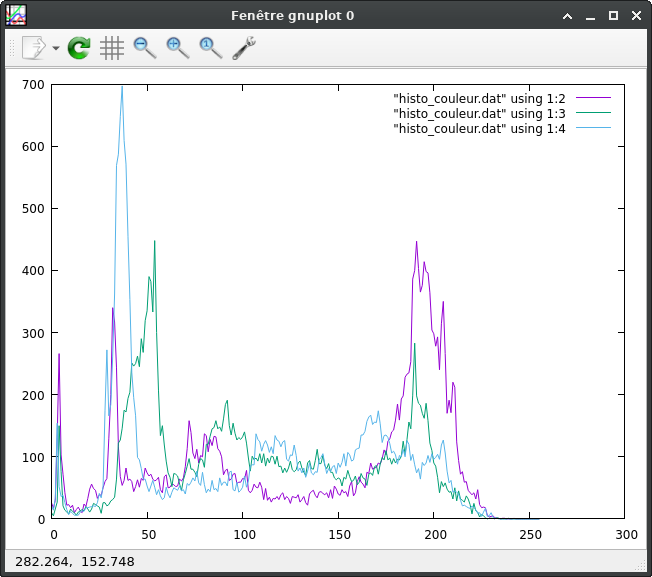 Fenêtre gnuplot 0
"histo_couleur.dat" using 1:2
"histo_couleur.dat" using 1:3
"histo_couleur.dat" using 1:4
700
600
500
400
300
200
100
0
0 50 100 150 200 250 300
282.264, 152.748